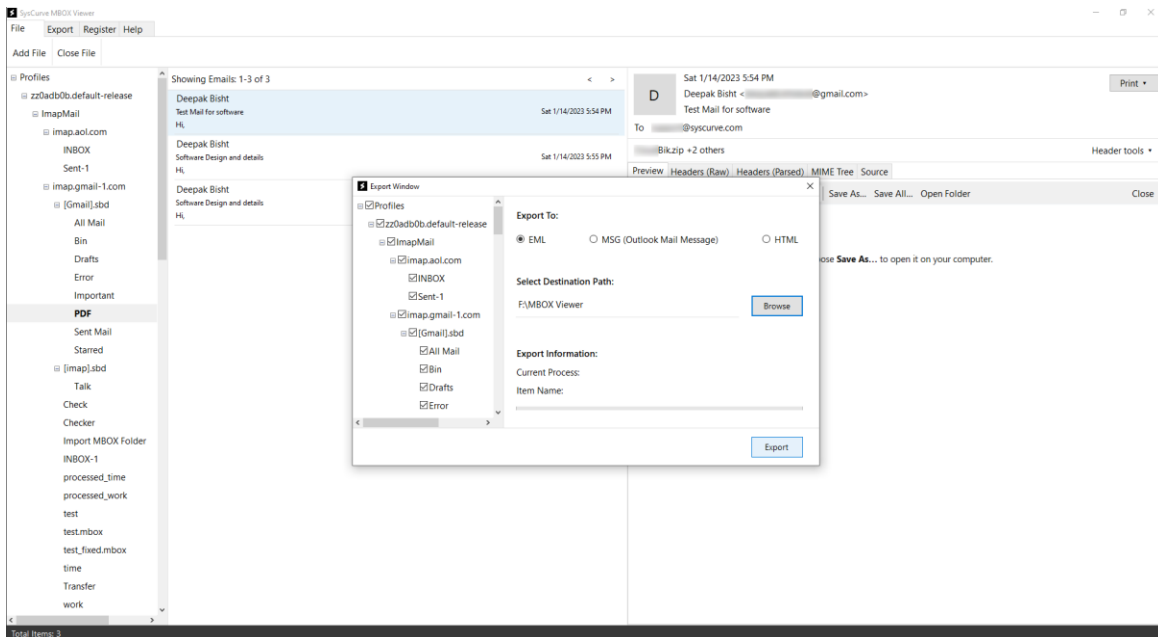 SysCurve MBOX Viewer
File Export Register Help
Add File Close File
Profiles
zz0adb0b.default-release
ImapMail
imap.aol.com
INBOX
Sent-1
imap.gmail-1.com
[Gmail].sbd
All Mail
Bin
Drafts
Error
Important
PDF
Sent Mail
Starred
[imap].sbd
Talk
Check
Checker
Import MBOX Folder
INBOX-1
processed_time
processed_work
test
test.mbox
test_fixed.mbox
time
Transfer
work
Total Items: 3
Showing Emails: 1-3 of 3 < >
Deepak Bisht
Test Mail for software Sat 1/14/2023 5:54 PM
Hi,
Deepak Bisht
Software Design and details Sat 1/14/2023 5:55 PM
Hi,
Deepak Bisht
Software Design and details
Hi,
D
Sat 1/14/2023 5:54 PM
Deepak Bisht < @gmail.com>
Test Mail for software
To @syscurve.com
Print
Bik.zip +2 others Header tools
Preview Headers (Raw) Headers (Parsed) MIME Tree Source
Save As... Save All... Open Folder Close
ose Save As... to open it on your computer.
Export Window
Profiles
zz0adb0b.default-release
ImapMail
imap.aol.com
INBOX
Sent-1
imap.gmail-1.com
[Gmail].sbd
All Mail
Bin
Drafts
Error
Export To:
EML MSG (Outlook Mail Message) HTML
Select Destination Path:
F:\MBOX Viewer Browse
Export Information:
Current Process:
Item Name:
Export